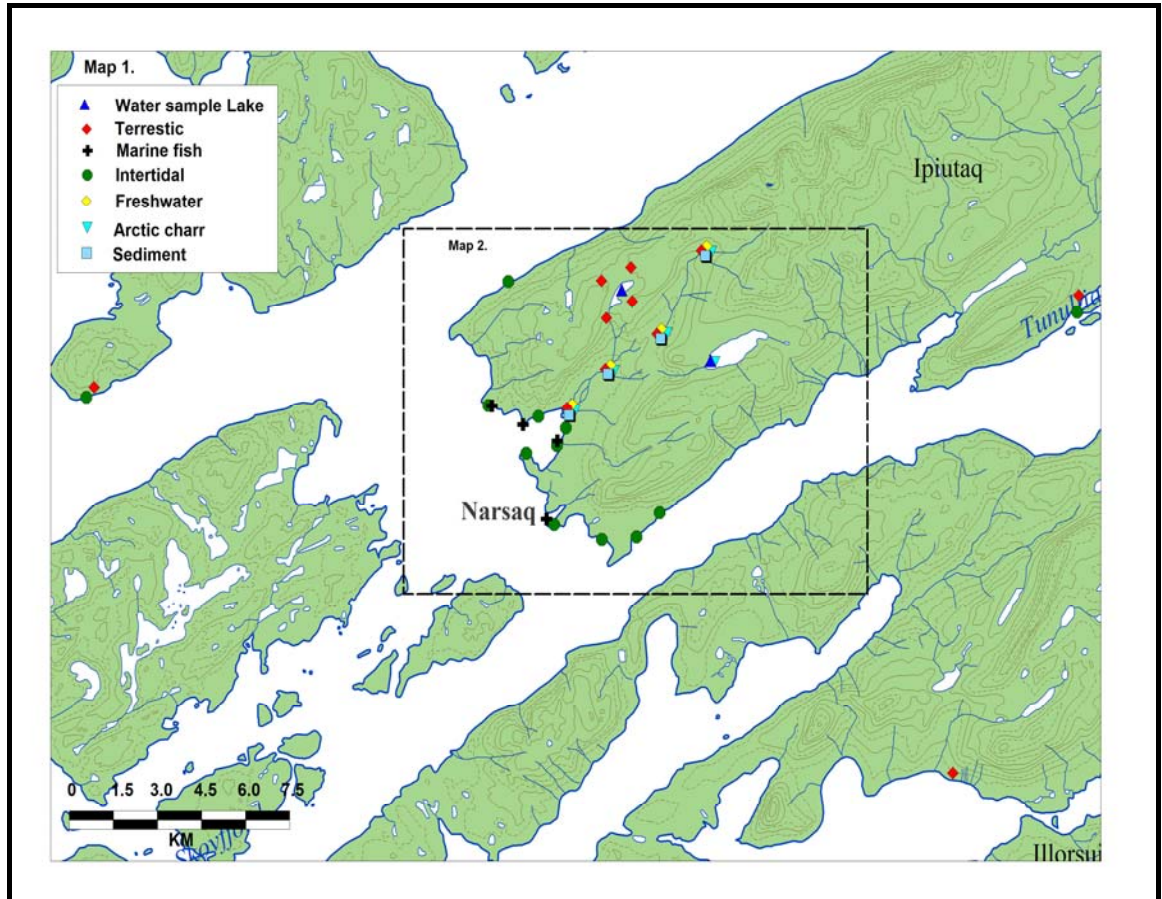 Map 1.
Water sample Lake
Terrestic
Marine fish
Intertidal
Freshwater
Arctic charr
Sediment
Ipiutaq
Map 2.
Narsaq
0 1.5 3.0 4.5 6.0 7.5
KM
Illorsui